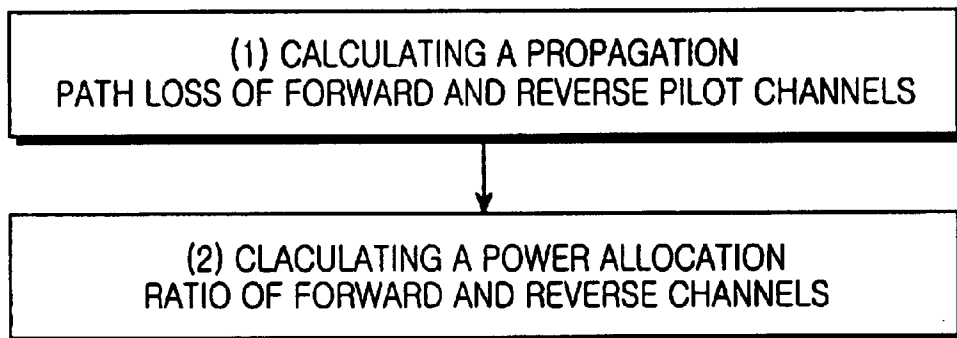 (1) CALCULATING A PROPAGATION
PATH LOSS OF FORWARD AND REVERSE PILOT CHANNELS
(2) CLACULATING A POWER ALLOCATION
RATIO OF FORWARD AND REVERSE CHANNELS